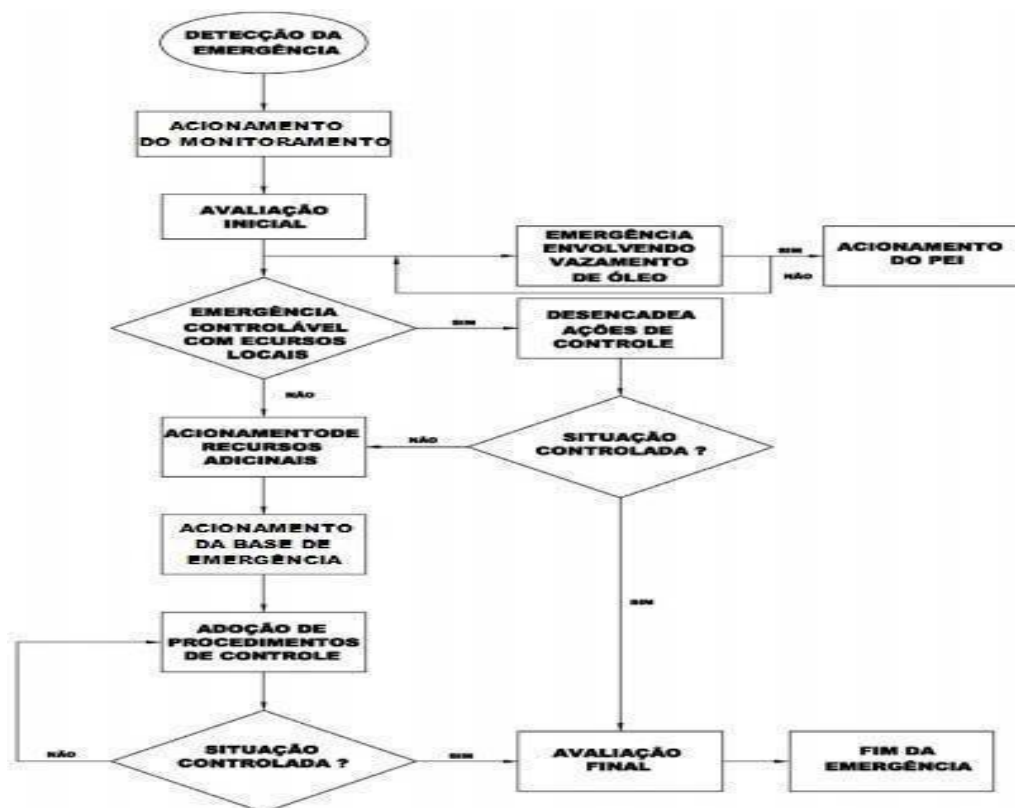 DETECÇÃO DA
EMERGÊNCIA
ACIONAMENTO
DO MONITORAMENTO
AVALIAÇÃO
INICIAL
EMERGÊNCIA
ENVOLVENDO
VAZAMENTO
DE ÓLEO
SIM
NÃO
ACIONAMENTO
DO PEI
EMERGÊNCIA
CONTROLÁVEL
COM ECURSOS
LOCAIS
SIM
DESENCADEA
AÇÕES DE
CONTROLE
NÃO
ACIONAMENTODE
RECURSOS
ADICINAIS
NÃO
SITUAÇÃO
CONTROLADA ?
ACIONAMENTO
DA BASE DE
EMERGÊNCIA
SIM
ADOÇÃO DE
PROCEDIMENTOS
DE CONTROLE
NÃO
SITUAÇÃO
CONTROLADA ?
SIM
AVALIAÇÃO
FINAL
FIM DA
EMERGÊNCIA